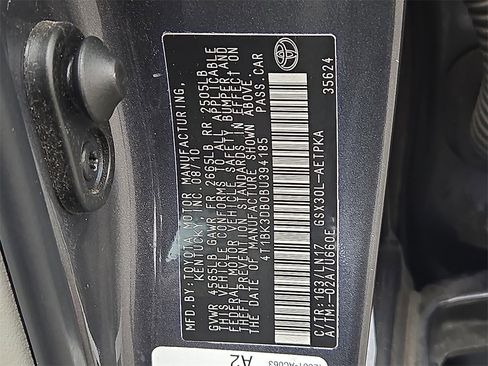 MFD.BY:TOYOTA MOTOR MANUFACTURING,
KENTUCKY, INC. 08/10
GVWR 4565LB GAWR FR 2665LB RR 2505LB
THIS VEHICLE CONFORMS TO ALL APPLICABLE
FEDERAL MOTOR VEHICLE SAFETY, BUMPER AND
THEFT PREVENTION STANDARDS IN EFFECT ON
THE DATE OF MANUFACTURE SHOWN ABOVE.
4T1BK3DB0BU394185 PASS.CAR
C/TR:1G3/LN17 GSX30L-AETPKA
A/TM:-02A/U660E 35624
A2